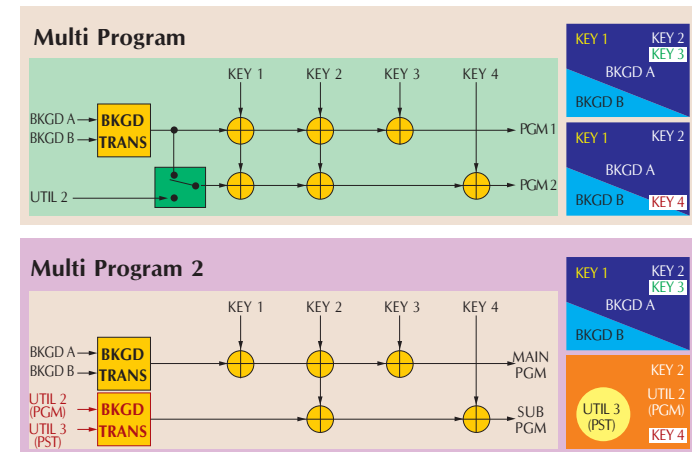 Multi Program
KEY 1 KEY 2 KEY 3 KEY 4
BKGD A
BKGD B
BKGD
TRANS
PGM 1
UTIL 2
PGM 2
KEY 1 KEY 2
KEY 3
BKGD A
BKGD B
KEY 1 KEY 2
BKGD A
BKGD B
KEY 4
Multi Program 2
KEY 1 KEY 2 KEY 3 KEY 4
BKGD A
BKGD B
BKGD
TRANS
MAIN
PGM
UTIL 2
(PGM)
UTIL 3
(PST)
BKGD
TRANS
SUB
PGM
KEY 1 KEY 2
KEY 3
BKGD A
BKGD B
KEY 2
UTIL 2
(PGM)
UTIL 3
(PST)
KEY 4